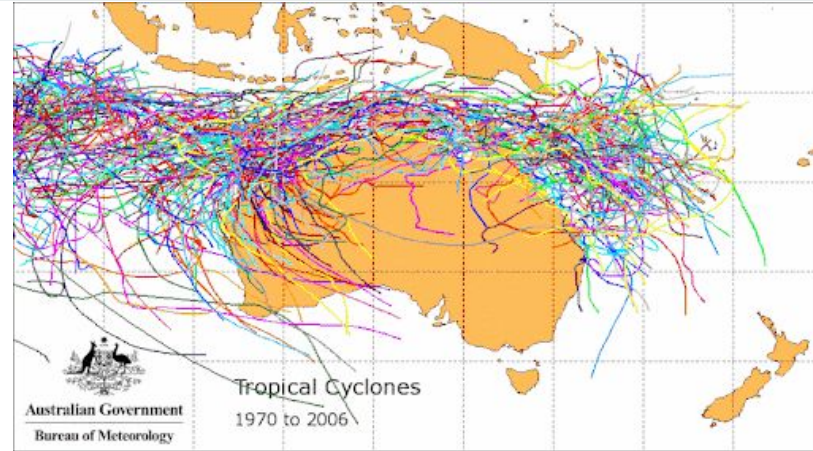 Tropical Cyclones
1970 to 2006
Australian Government
Bureau of Meteorology